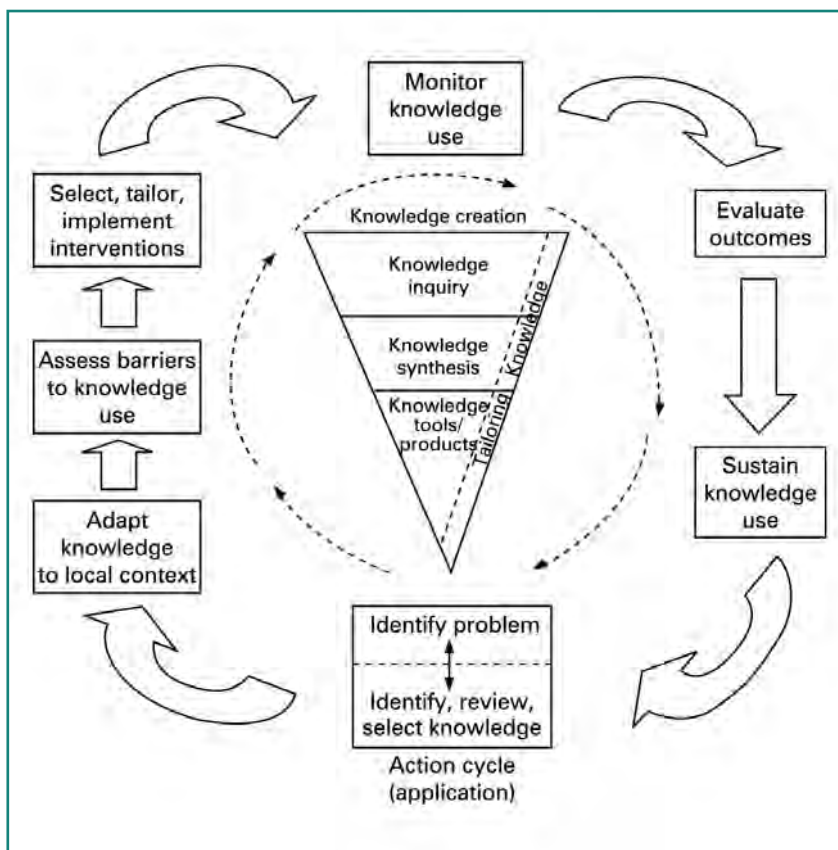 Monitor
knowledge
use
Select, tailor,
implement
interventions
Evaluate
outcomes
Knowledge creation
Knowledge
inquiry
Knowledge
synthesis
Knowledge
tools/
products
Tailoring Knowledge
Assess barriers
to knowledge
use
Sustain
knowledge
use
Adapt
knowledge
to local context
Identify problem
Identify, review,
select knowledge
Action cycle
(application)